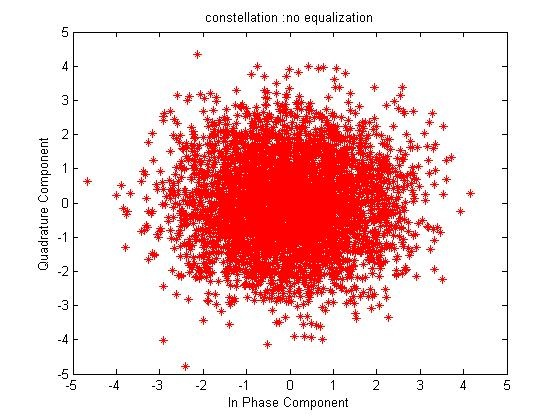 constellation :no equalization
5
4
3
2
1
0
-1
-2
-3
-4
-5
Quadrature Component
-5 -4 -3 -2 -1 0 1 2 3 4 5
In Phase Component